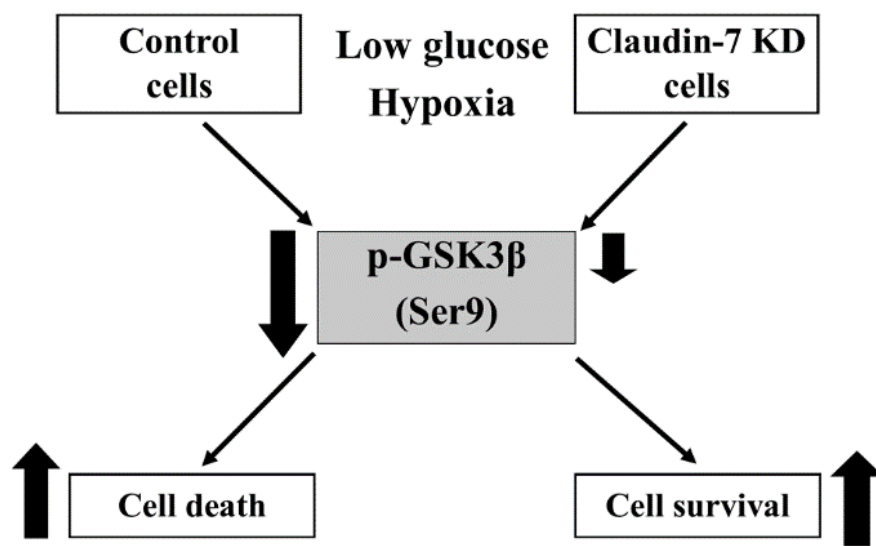 Control
cells
Low glucose
Hypoxia
Claudin-7 KD
cells
p-GSK3β
(Ser9)
Cell death
Cell survival